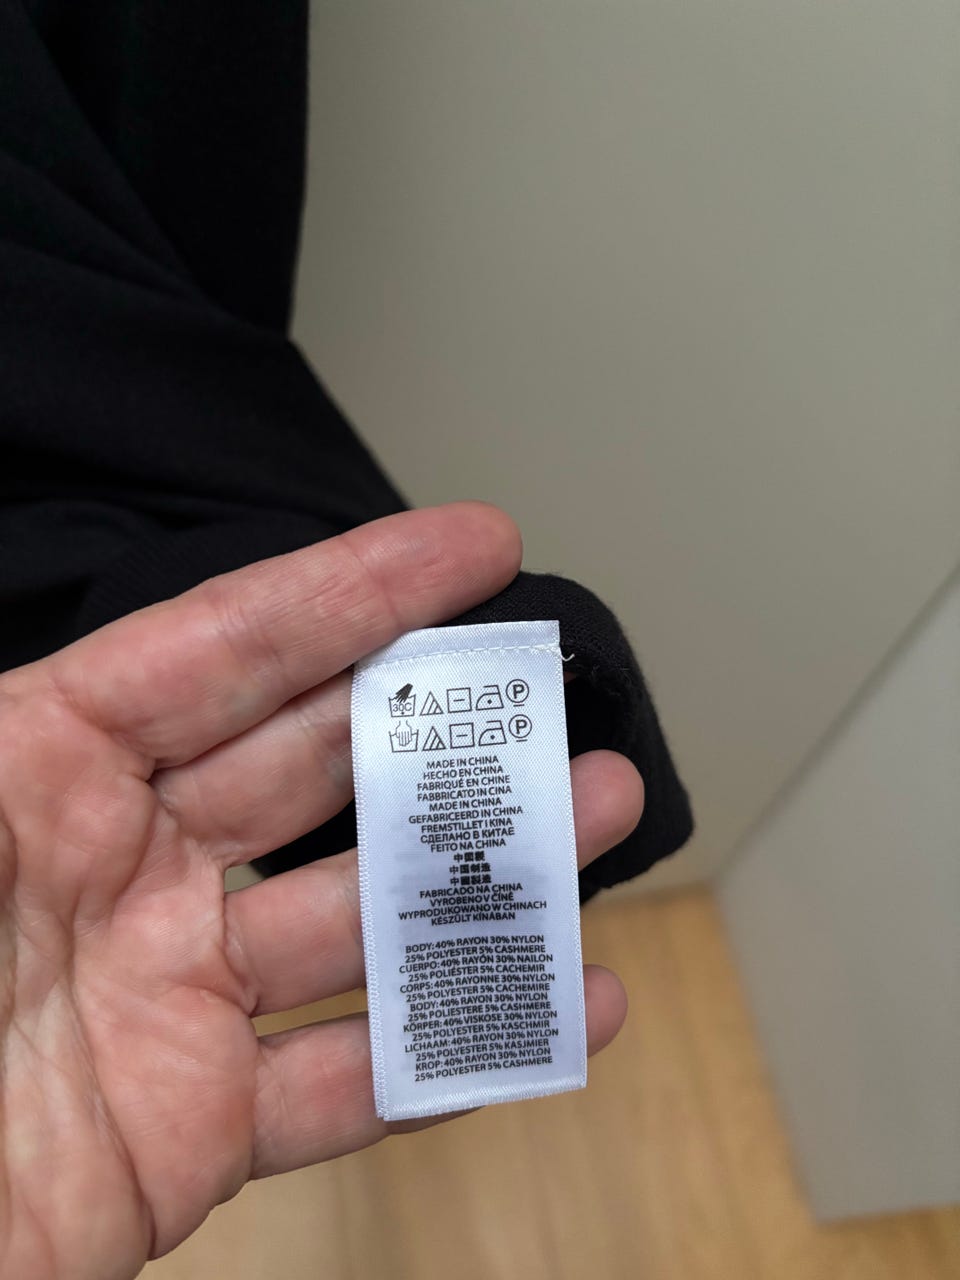 30C P
P
MADE IN CHINA
HECHO EN CHINA
FABRIQUÉ EN CHINE
FABBRICATO IN CINA
MADE IN CHINA
GEFABRICEERD IN CHINA
FREMSTILLET I KINA
СДЕЛАНО В КИТАЕ
FEITO NA CHINA
中國製
中国制造
中國製造
FABRICADO NA CHINA
VYROBENO V ČÍNĚ
WYPRODUKOWANO W CHINACH
KÉSZÜLT KÍNÁBAN
BODY: 40% RAYON 30% NYLON
25% POLYESTER 5% CASHMERE
CUERPO: 40% RAYÓN 30% NAILON
25% POLIÉSTER 5% CACHEMIR
CORPS: 40% RAYONNE 30% NYLON
25% POLYESTER 5% CACHEMIRE
BODY: 40% RAYON 30% NYLON
25% POLIESTERE 5% CASHMERE
KÖRPER: 40% VISKOSE 30% NYLON
25% POLYESTER 5% KASCHMIR
LICHAAM: 40% RAYON 30% NYLON
25% POLYESTER 5% KASJMIER
KROP: 40% RAYON 30% NYLON
25% POLYESTER 5% CASHMERE